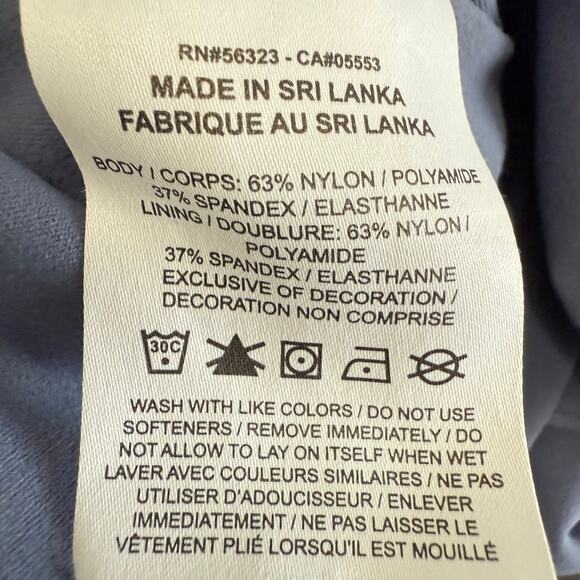 RN#56323 - CA#05553
MADE IN SRI LANKA
FABRIQUE AU SRI LANKA
BODY / CORPS: 63% NYLON / POLYAMIDE
37% SPANDEX / ELASTHANNE
LINING / DOUBLURE: 63% NYLON /
POLYAMIDE
37% SPANDEX / ELASTHANNE
EXCLUSIVE OF DECORATION /
DECORATION NON COMPRISE
30C
WASH WITH LIKE COLORS / DO NOT USE
SOFTENERS / REMOVE IMMEDIATELY / DO
NOT ALLOW TO LAY ON ITSELF WHEN WET
LAVER AVEC COULEURS SIMILAIRES / NE PAS
UTILISER D'ADOUCISSEUR / ENLEVER
IMMEDIATEMENT / NE PAS LAISSER LE
VÊTEMENT PLIÉ LORSQU'IL EST MOUILLÉ